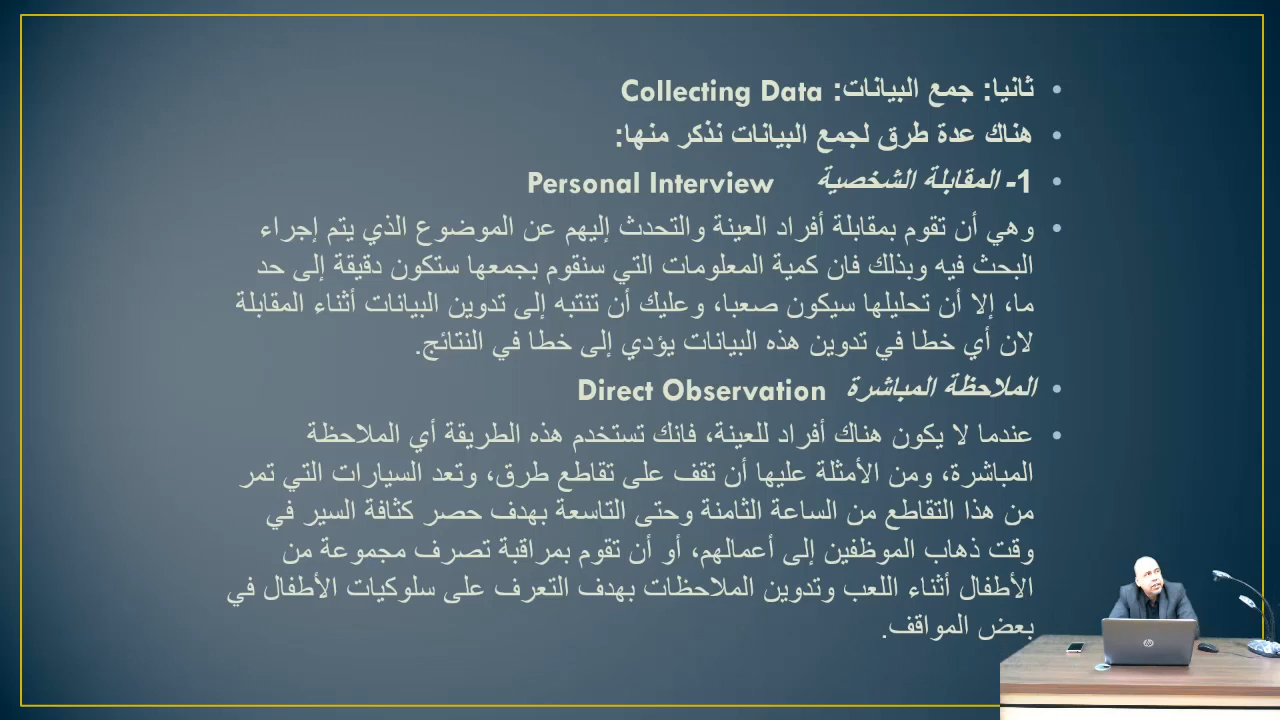 • ثانيا: جمع البيانات: Collecting Data
• هناك عدة طرق لجمع البيانات نذكر منها:
• 1- المقابلة الشخصية Personal Interview
• وهي أن تقوم بمقابلة أفراد العينة والتحدث إليهم عن الموضوع الذي يتم إجراء
البحث فيه وبذلك فان كمية المعلومات التي سنقوم بجمعها ستكون دقيقة إلى حد
ما، إلا أن تحليلها سيكون صعبا، وعليك أن تنتبه إلى تدوين البيانات أثناء المقابلة
لان أي خطا في تدوين هذه البيانات يؤدي إلى خطا في النتائج.
• الملاحظة المباشرة Direct Observation
• عندما لا يكون هناك أفراد للعينة، فانك تستخدم هذه الطريقة أي الملاحظة
المباشرة، ومن الأمثلة عليها أن تقف على تقاطع طرق، وتعد السيارات التي تمر
من هذا التقاطع من الساعة الثامنة وحتى التاسعة بهدف حصر كثافة السير في
وقت ذهاب الموظفين إلى أعمالهم، أو أن تقوم بمراقبة تصرف مجموعة من
الأطفال أثناء اللعب وتدوين الملاحظات بهدف التعرف على سلوكيات الأطفال في
بعض المواقف.
hp